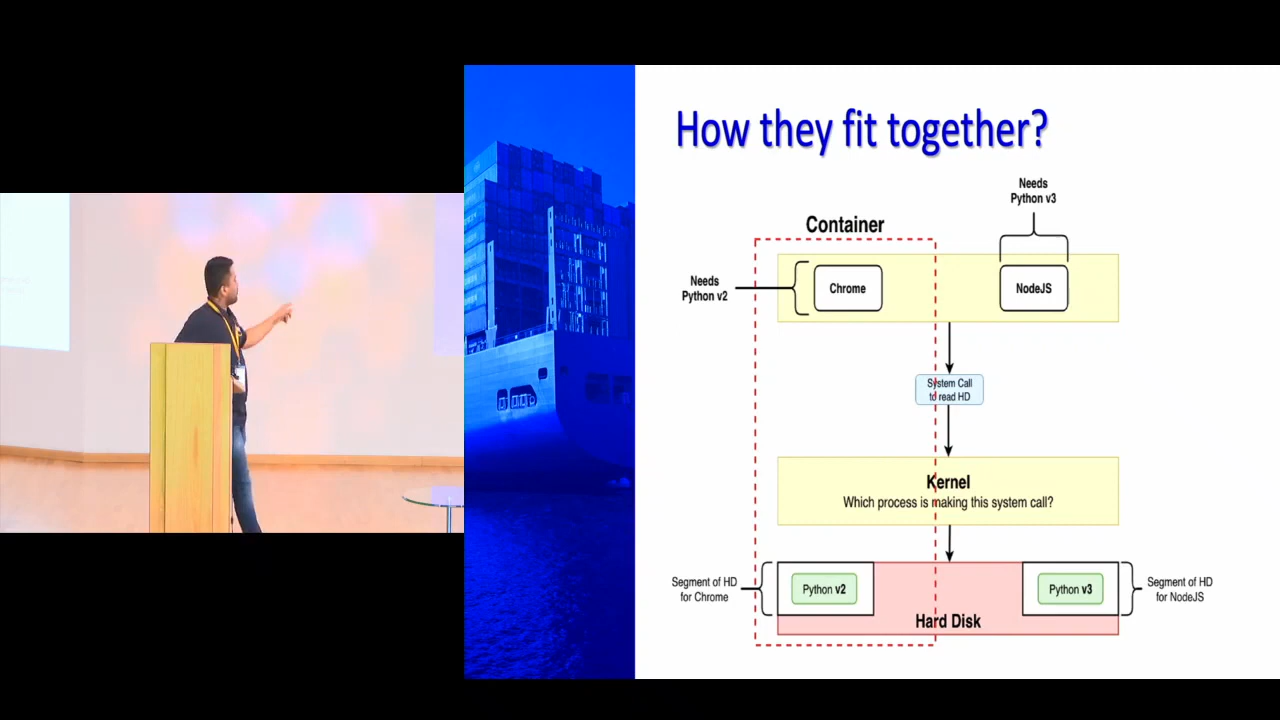 How they fit together?
Needs
Python v3
Container
Needs
Python v2
Chrome
NodeJS
System Call
to read HD
Kernel
Which process is making this system call?
Segment of HD
for Chrome
Python v2
Python v3
Segment of HD
for NodeJS
Hard Disk